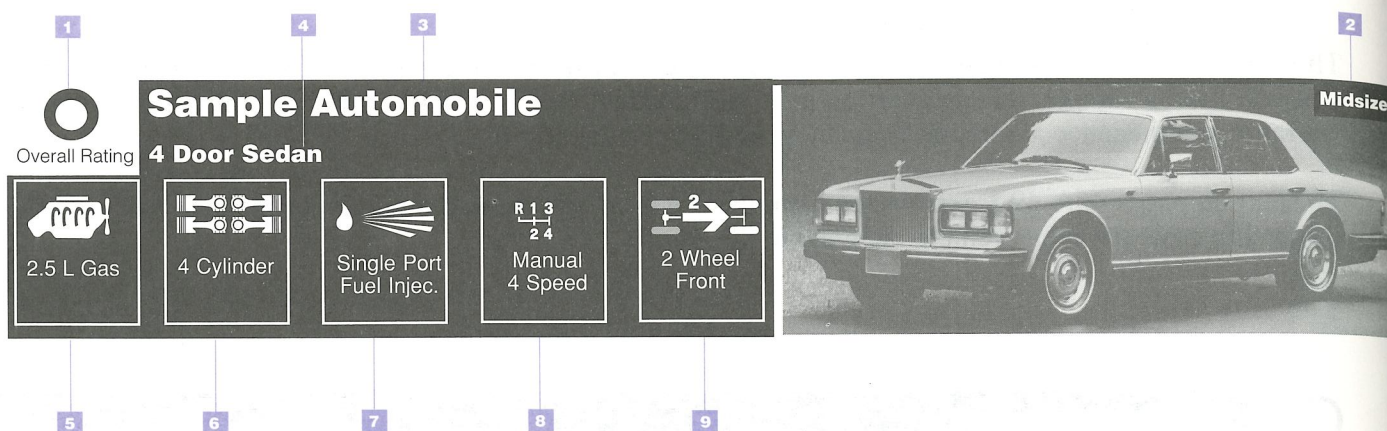 1
4
3
2
Overall Rating
Sample Automobile
4 Door Sedan
Midsize
2.5 L Gas
4 Cylinder
Single Port
Fuel Injec.
R 1 3
2 4
Manual
4 Speed
2
2 Wheel
Front
5
6
7
8
9